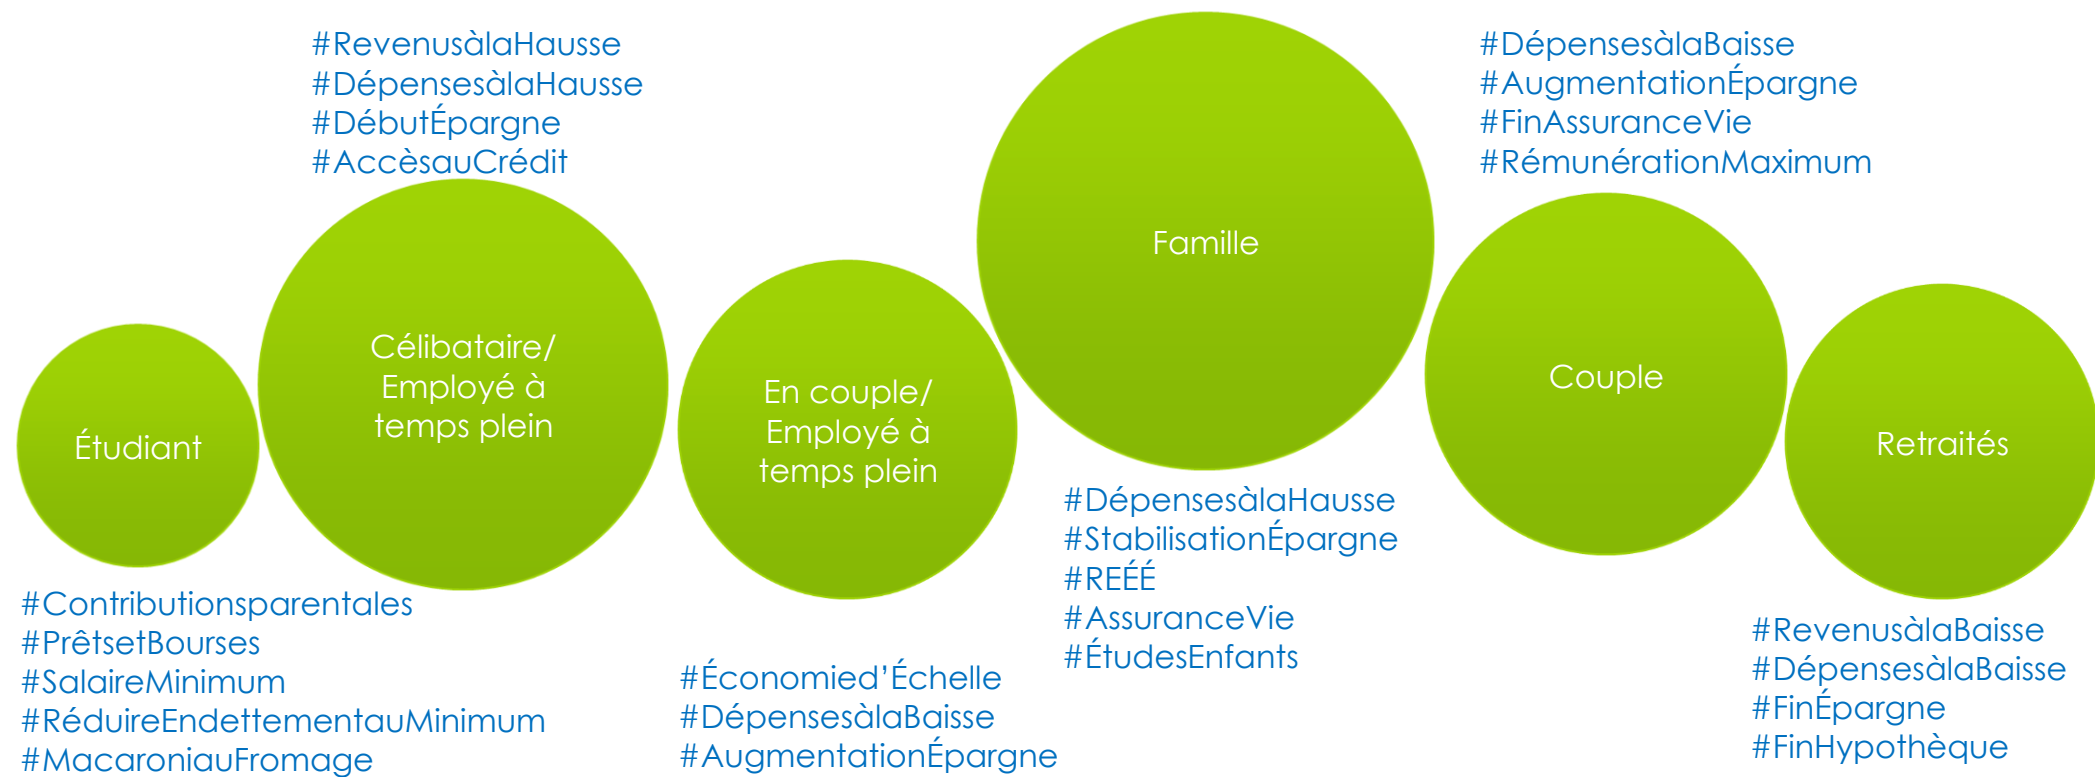 #RevenusàlaHausse
#DépensesàlaHausse
#DébutÉpargne
#AccèsauCrédit
#DépensesàlaBaisse
#AugmentationÉpargne
#FinAssuranceVie
#RémunérationMaximum
Étudiant
Célibataire/
Employé à
temps plein
En couple/
Employé à
temps plein
Famille
Couple
Retraités
#Contributionsparentales
#PrêtsetBourses
#SalaireMinimum
#RéduireEndettementauMinimum
#MacaroniauFromage
#Économied’Échelle
#DépensesàlaBaisse
#AugmentationÉpargne
#DépensesàlaHausse
#StabilisationÉpargne
#REÉÉ
#AssuranceVie
#ÉtudesEnfants
#RevenusàlaBaisse
#DépensesàlaBaisse
#FinÉpargne
#FinHypothèque